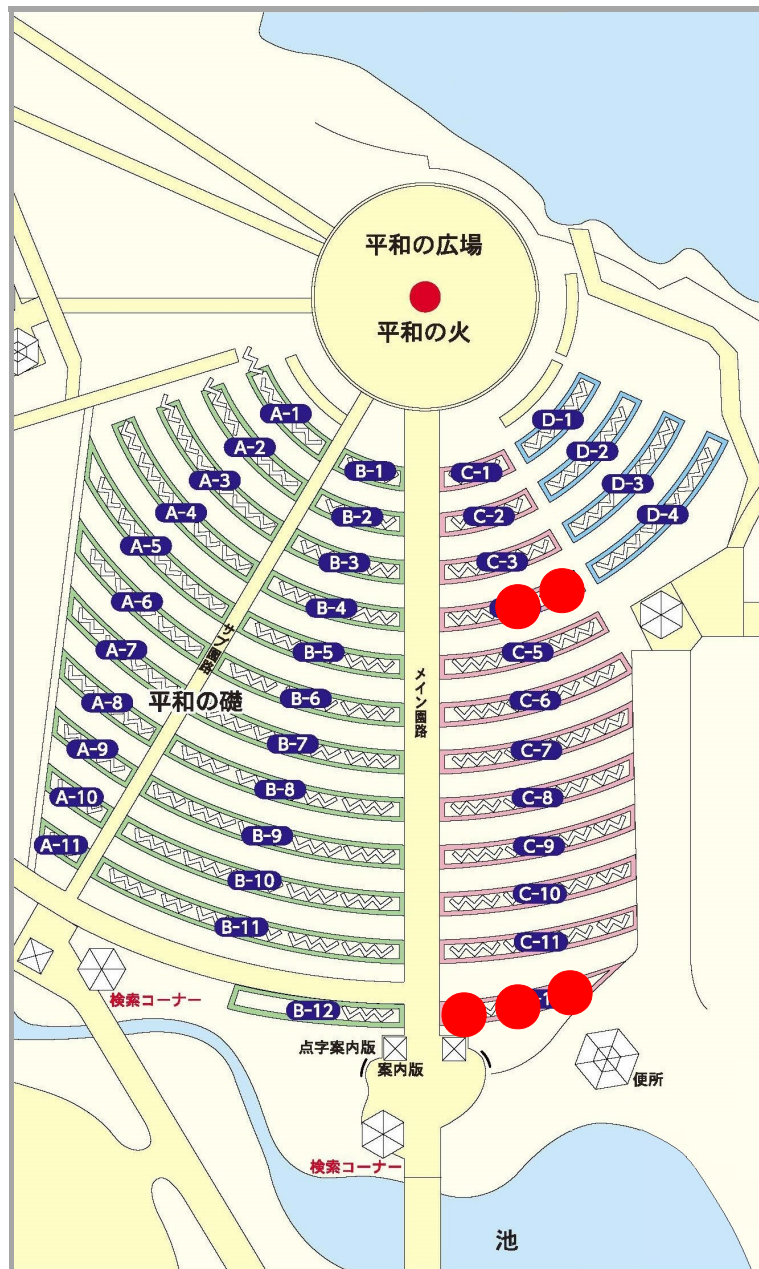 平和の広場
平和の火
A-1
A-2
A-3
A-4
A-5
A-6
A-7
A-8
A-9
A-10
A-11
B-1
B-2
B-3
B-4
B-5
B-6
B-7
B-8
B-9
B-10
B-11
B-12
C-1
C-2
C-3
C-5
C-6
C-7
C-8
C-9
C-10
C-11
D-1
D-2
D-3
D-4
サブ園路
メイン園路
平和の礎
検索コーナー
点字案内版
案内版
便所
検索コーナー
池